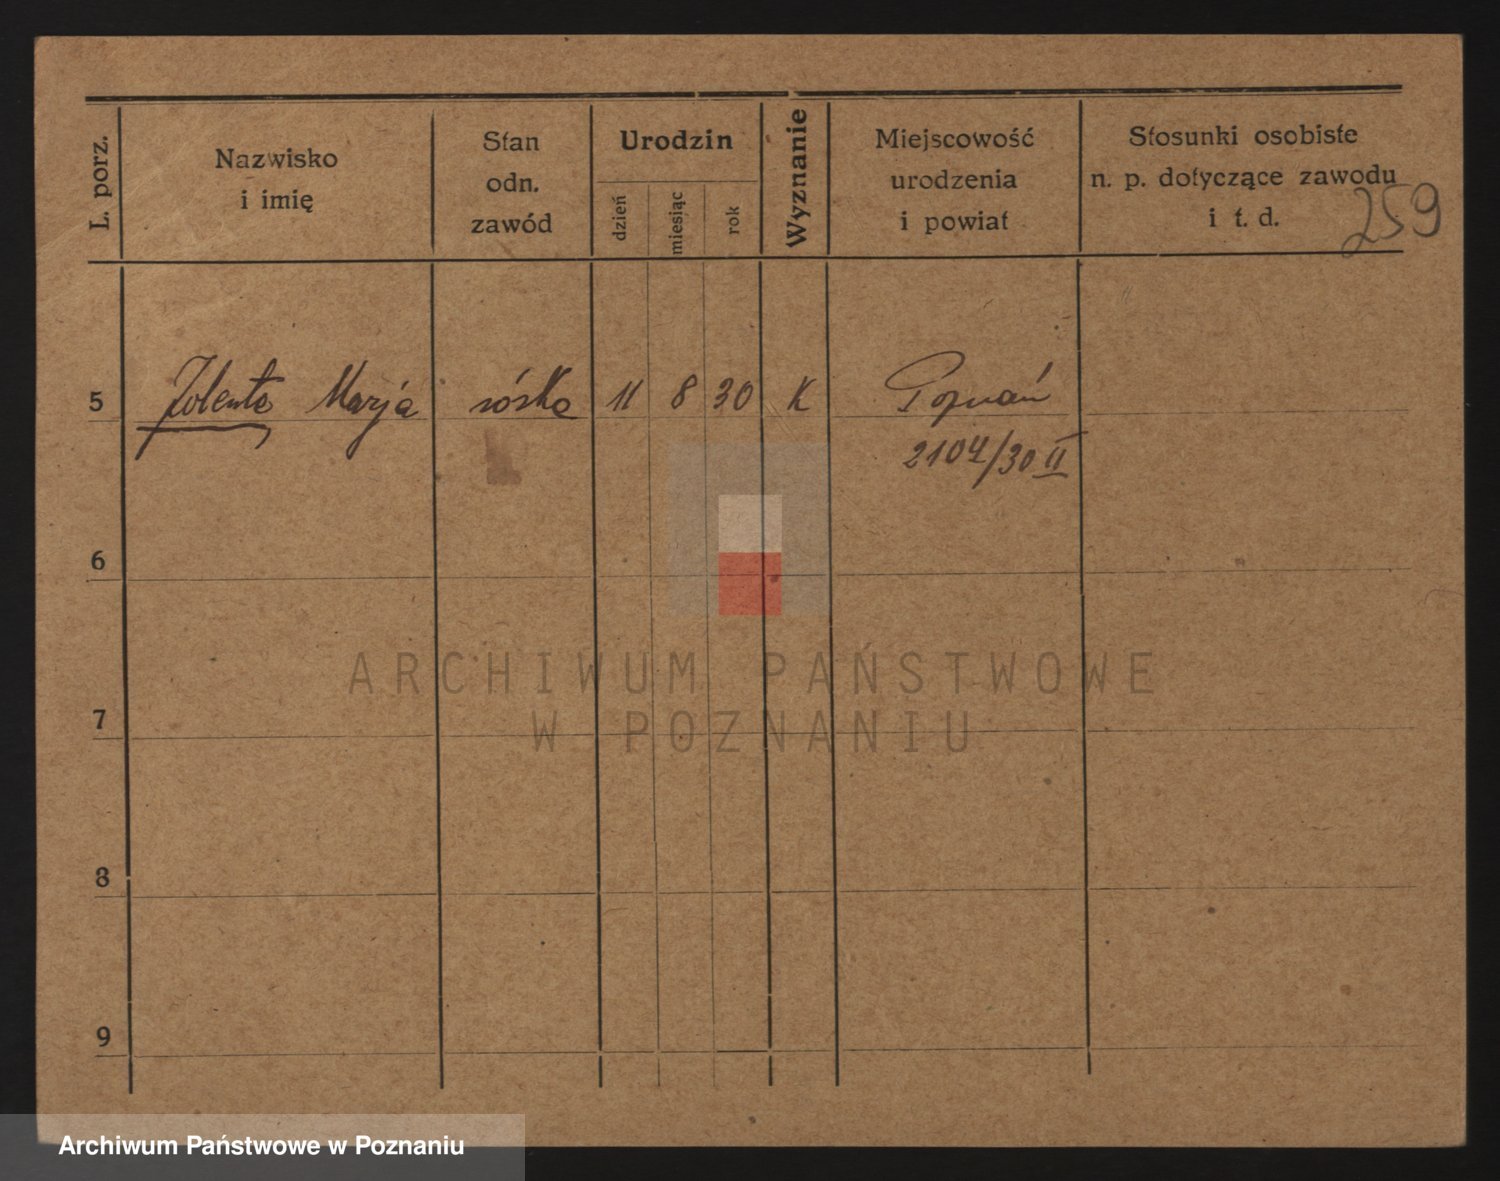 L. porz.
Nazwisko
i imię
Stan
odn.
zawód
Urodzin
dzień
miesiąc
rok
Wyznanie
Miejscowość
urodzenia
i powiat
Stosunki osobiste
n. p. dotyczące zawodu
i t. d.
259
5 Jolenta Marja córka 11 8 30 K Poznań
2104/30 II
6
7
8
9
ARCHIWUM PAŃSTWOWE
W POZNANIU
Archiwum Państwowe w Poznaniu